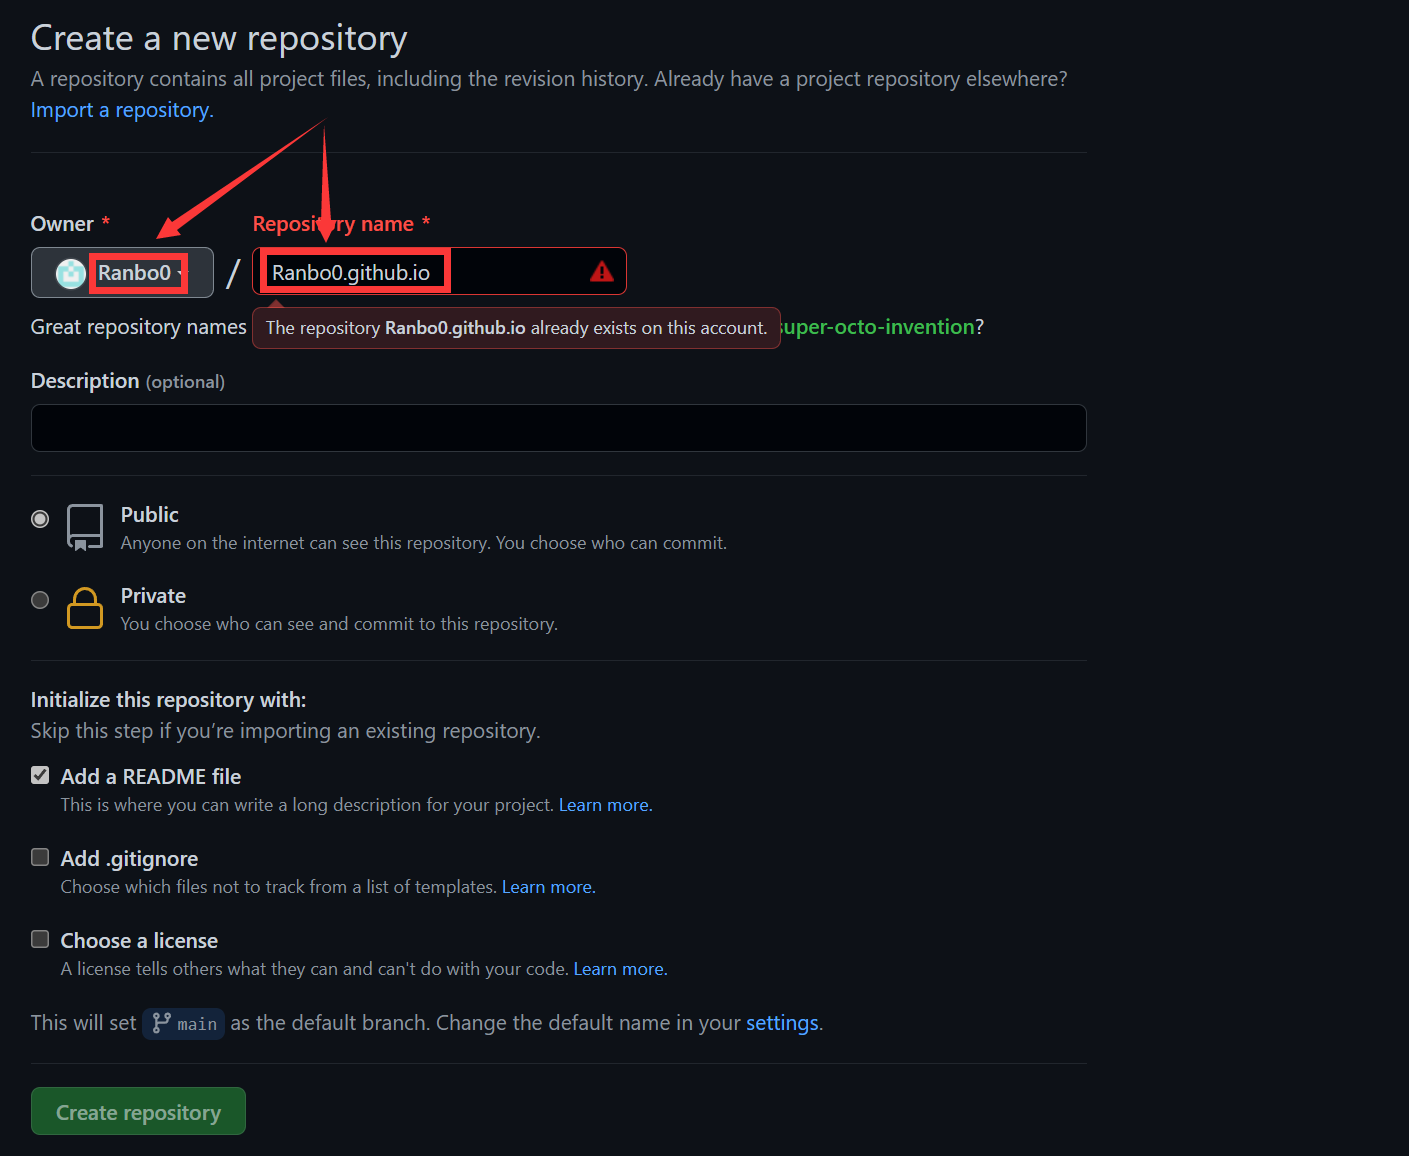 Create a new repository
A repository contains all project files, including the revision history. Already have a project repository elsewhere?
Import a repository.
Owner * Repository name *
Ranbo0 / Ranbo0.github.io
Great repository names uper-octo-invention?
The repository Ranbo0.github.io already exists on this account.
Description (optional)
Public
Anyone on the internet can see this repository. You choose who can commit.
Private
You choose who can see and commit to this repository.
Initialize this repository with:
Skip this step if you’re importing an existing repository.
Add a README file
This is where you can write a long description for your project. Learn more.
Add .gitignore
Choose which files not to track from a list of templates. Learn more.
Choose a license
A license tells others what they can and can't do with your code. Learn more.
This will set main as the default branch. Change the default name in your settings.
Create repository